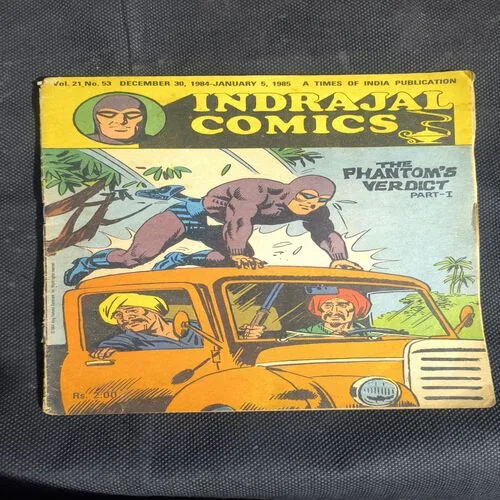 Vol. 21 No. 53 DECEMBER 30, 1984-JANUARY 5, 1985 A TIMES OF INDIA PUBLICATION
INDRAJAL
COMICS
THE
PHANTOM'S
VERDICT
PART-I
Rs. 2.00